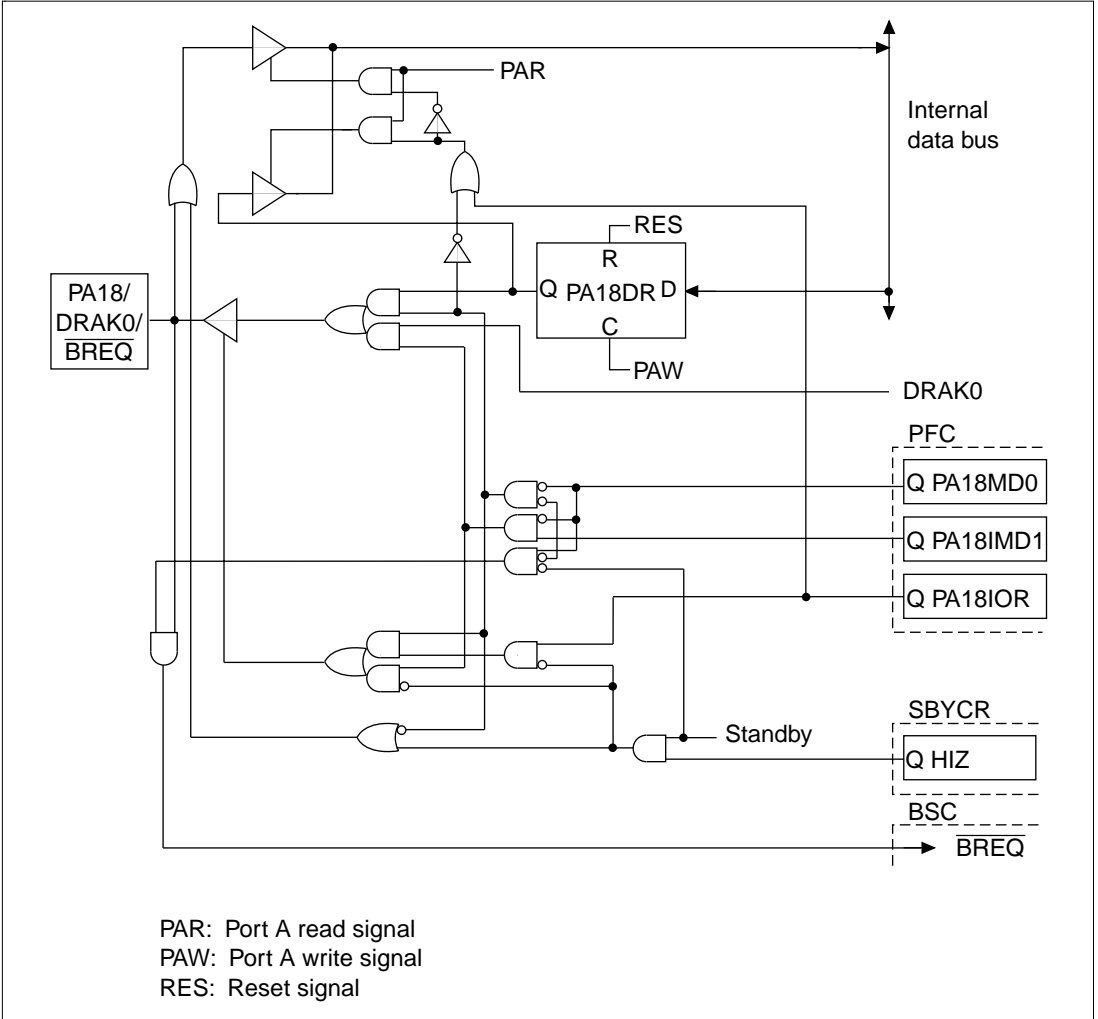 PAR
Internal
data bus
RES
R
Q PA18DR D
C
PA18/
DRAK0/
BREQ
PAW
DRAK0
PFC
Q PA18MD0
Q PA18IMD1
Q PA18IOR
SBYCR
Standby
Q HIZ
BSC
BREQ
PAR: Port A read signal
PAW: Port A write signal
RES: Reset signal